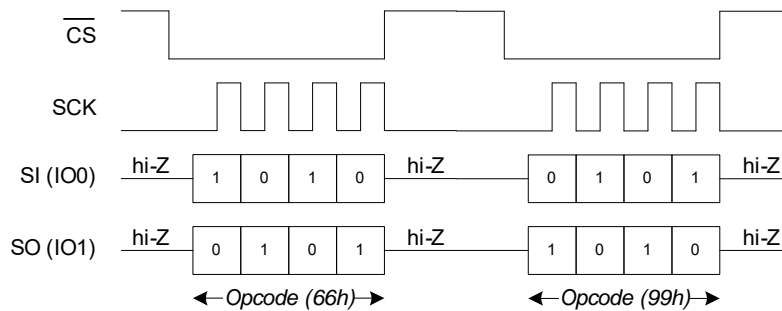 CS
SCK
hi-Z hi-Z hi-Z
SI (IO0) 1 0 1 0 0 1 0 1
hi-Z hi-Z hi-Z
SO (IO1) 0 1 0 1 1 0 1 0
Opcode (66h) Opcode (99h)